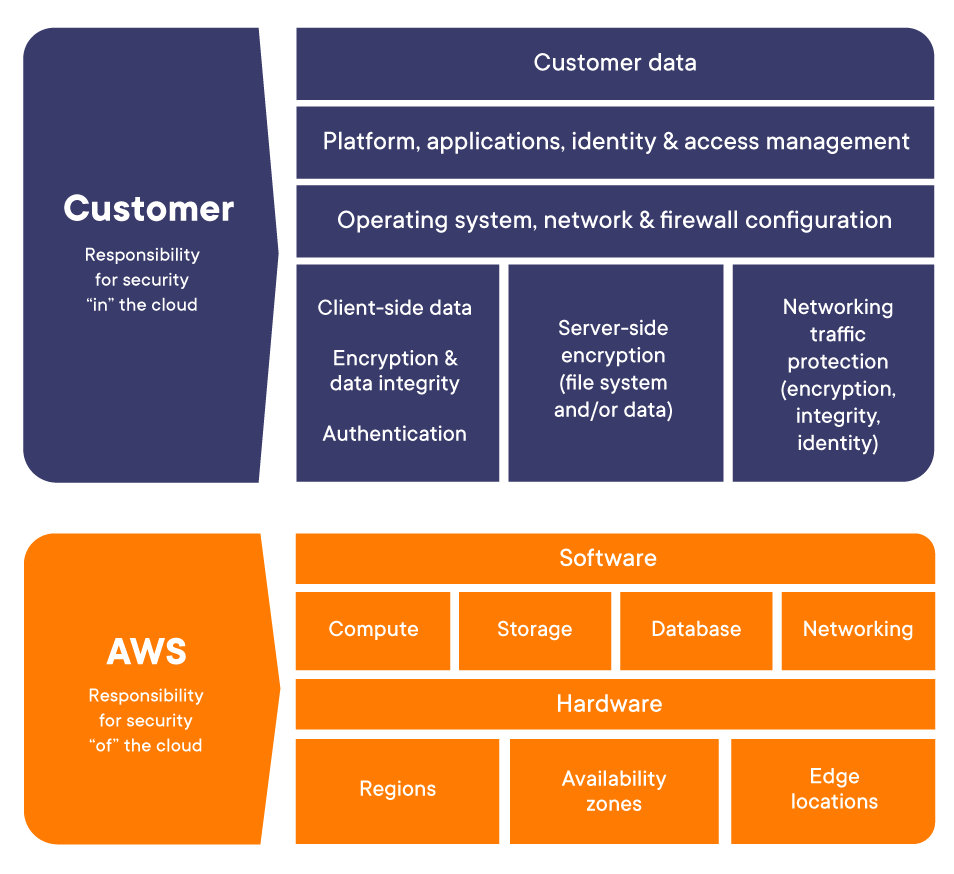 Customer
Responsibility
for security
“in” the cloud
Customer data
Platform, applications, identity & access management
Operating system, network & firewall configuration
Client-side data
Encryption &
data integrity
Authentication
Server-side
encryption
(file system
and/or data)
Networking
traffic
protection
(encryption,
integrity,
identity)
AWS
Responsibility
for security
“of” the cloud
Software
Compute
Storage
Database
Networking
Hardware
Regions
Availability
zones
Edge
locations